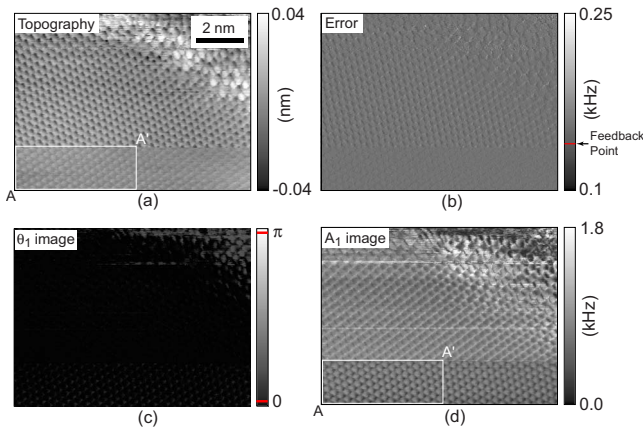 Topography
2 nm
0.04
(nm)
-0.04
A'
A
(a)
Error
0.25
(kHz)
Feedback
Point
0.1
(b)
θ1 image
π
0
(c)
A1 image
1.8
(kHz)
0.0
A'
A
(d)